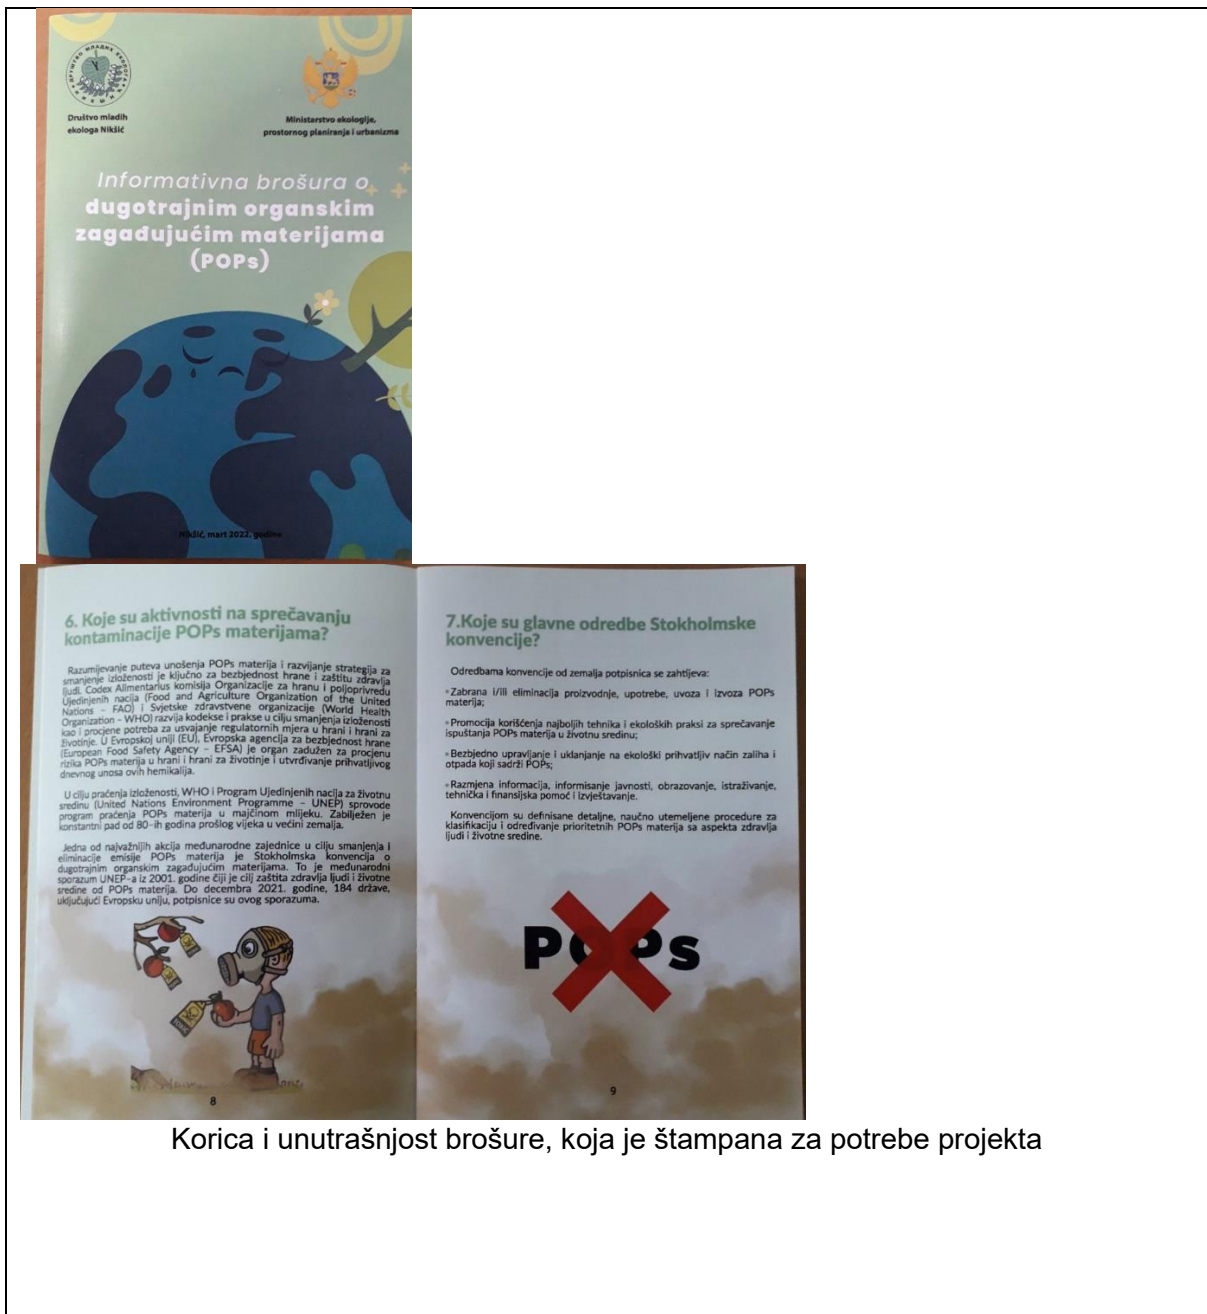 ДРУШТВО МЛАДИХ ЕКОЛОГА
НИКШИЋ
Društvo mladih
ekologa Nikšić
Ministarstvo ekologije,
prostornog planiranja i urbanizma
Informativna brošura o
dugotrajnim organskim
zagađujućim materijama
(POPs)
Nikšić, mart 2022. godine
6. Koje su aktivnosti na sprečavanju
kontaminacije POPs materijama?
Razumijevanje puteva unošenja POPs materija i razvijanje strategija za
smanjenje izloženosti je ključno za bezbjednost hrane i zaštitu zdravlja
ljudi. Codex Alimentarius komisija Organizacije za hranu i poljoprivredu
Ujedinjenih nacija (Food and Agriculture Organization of the United
Nations – FAO) i Svjetske zdravstvene organizacije (World Health
Organization - WHO) razvija kodekse i prakse u cilju smanjenja izloženosti
kao i procjene potreba za usvajanje regulatornih mjera u hrani i hrani za
životinje. U Evropskoj uniji (EU), Evropska agencija za bezbjednost hrane
(European Food Safety Agency – EFSA) je organ zadužen za procjenu
rizika POPs materija u hrani i hrani za životinje i utvrđivanje prihvatljivog
dnevnog unosa ovih hemikalija.
U cilju praćenja izloženosti, WHO i Program Ujedinjenih nacija za životnu
sredinu (United Nations Environment Programme – UNEP) sprovode
program praćenja POPs materija u majčinom mlijeku. Zabilježen je
konstantni pad od 80-ih godina prošlog vijeka u većini zemalja.
Jedna od najvažnijih akcija međunarodne zajednice u cilju smanjenja i
eliminacije emisije POPs materija je Stokholmska konvencija o
dugotrajnim organskim zagađujućim materijama. To je međunarodni
sporazum UNEP-a iz 2001. godine čiji je cilj zaštita zdravlja ljudi i životne
sredine od POPs materija. Do decembra 2021. godine, 184 države,
uključujući Evropsku uniju, potpisnice su ovog sporazuma.
8
7.Koje su glavne odredbe Stokholmske
konvencije?
Odredbama konvencije od zemalja potpisnica se zahtijeva:
•Zabrana i/ili eliminacija proizvodnje, upotrebe, uvoza i izvoza POPs
materija;
•Promocija korišćenja najboljih tehnika i ekoloških praksi za sprečavanje
ispuštanja POPs materija u životnu sredinu;
•Bezbjedno upravljanje i uklanjanje na ekološki prihvatljiv način zaliha i
otpada koji sadrži POPs;
•Razmjena informacija, informisanje javnosti, obrazovanje, istraživanje,
tehnička i finansijska pomoć i izvještavanje.
Konvencijom su definisane detaljne, naučno utemeljene procedure za
klasifikaciju i određivanje prioritetnih POPs materija sa aspekta zdravlja
ljudi i životne sredine.
POPs
9
Korica i unutrašnjost brošure, koja je štampana za potrebe projekta